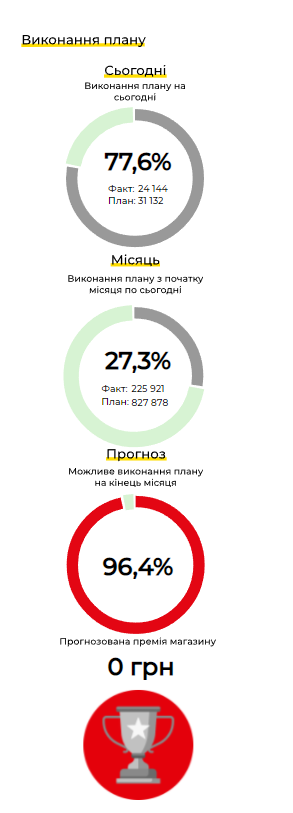 Виконання плану
Сьогодні
Виконання плану на
сьогодні
77,6%
Факт: 24 144
План: 31 132
Місяць
Виконання плану з початку
місяця по сьогодні
27,3%
Факт: 225 921
План: 827 878
Прогноз
Можливе виконання плану
на кінець місяця
96,4%
Прогнозована премія магазину
0 грн